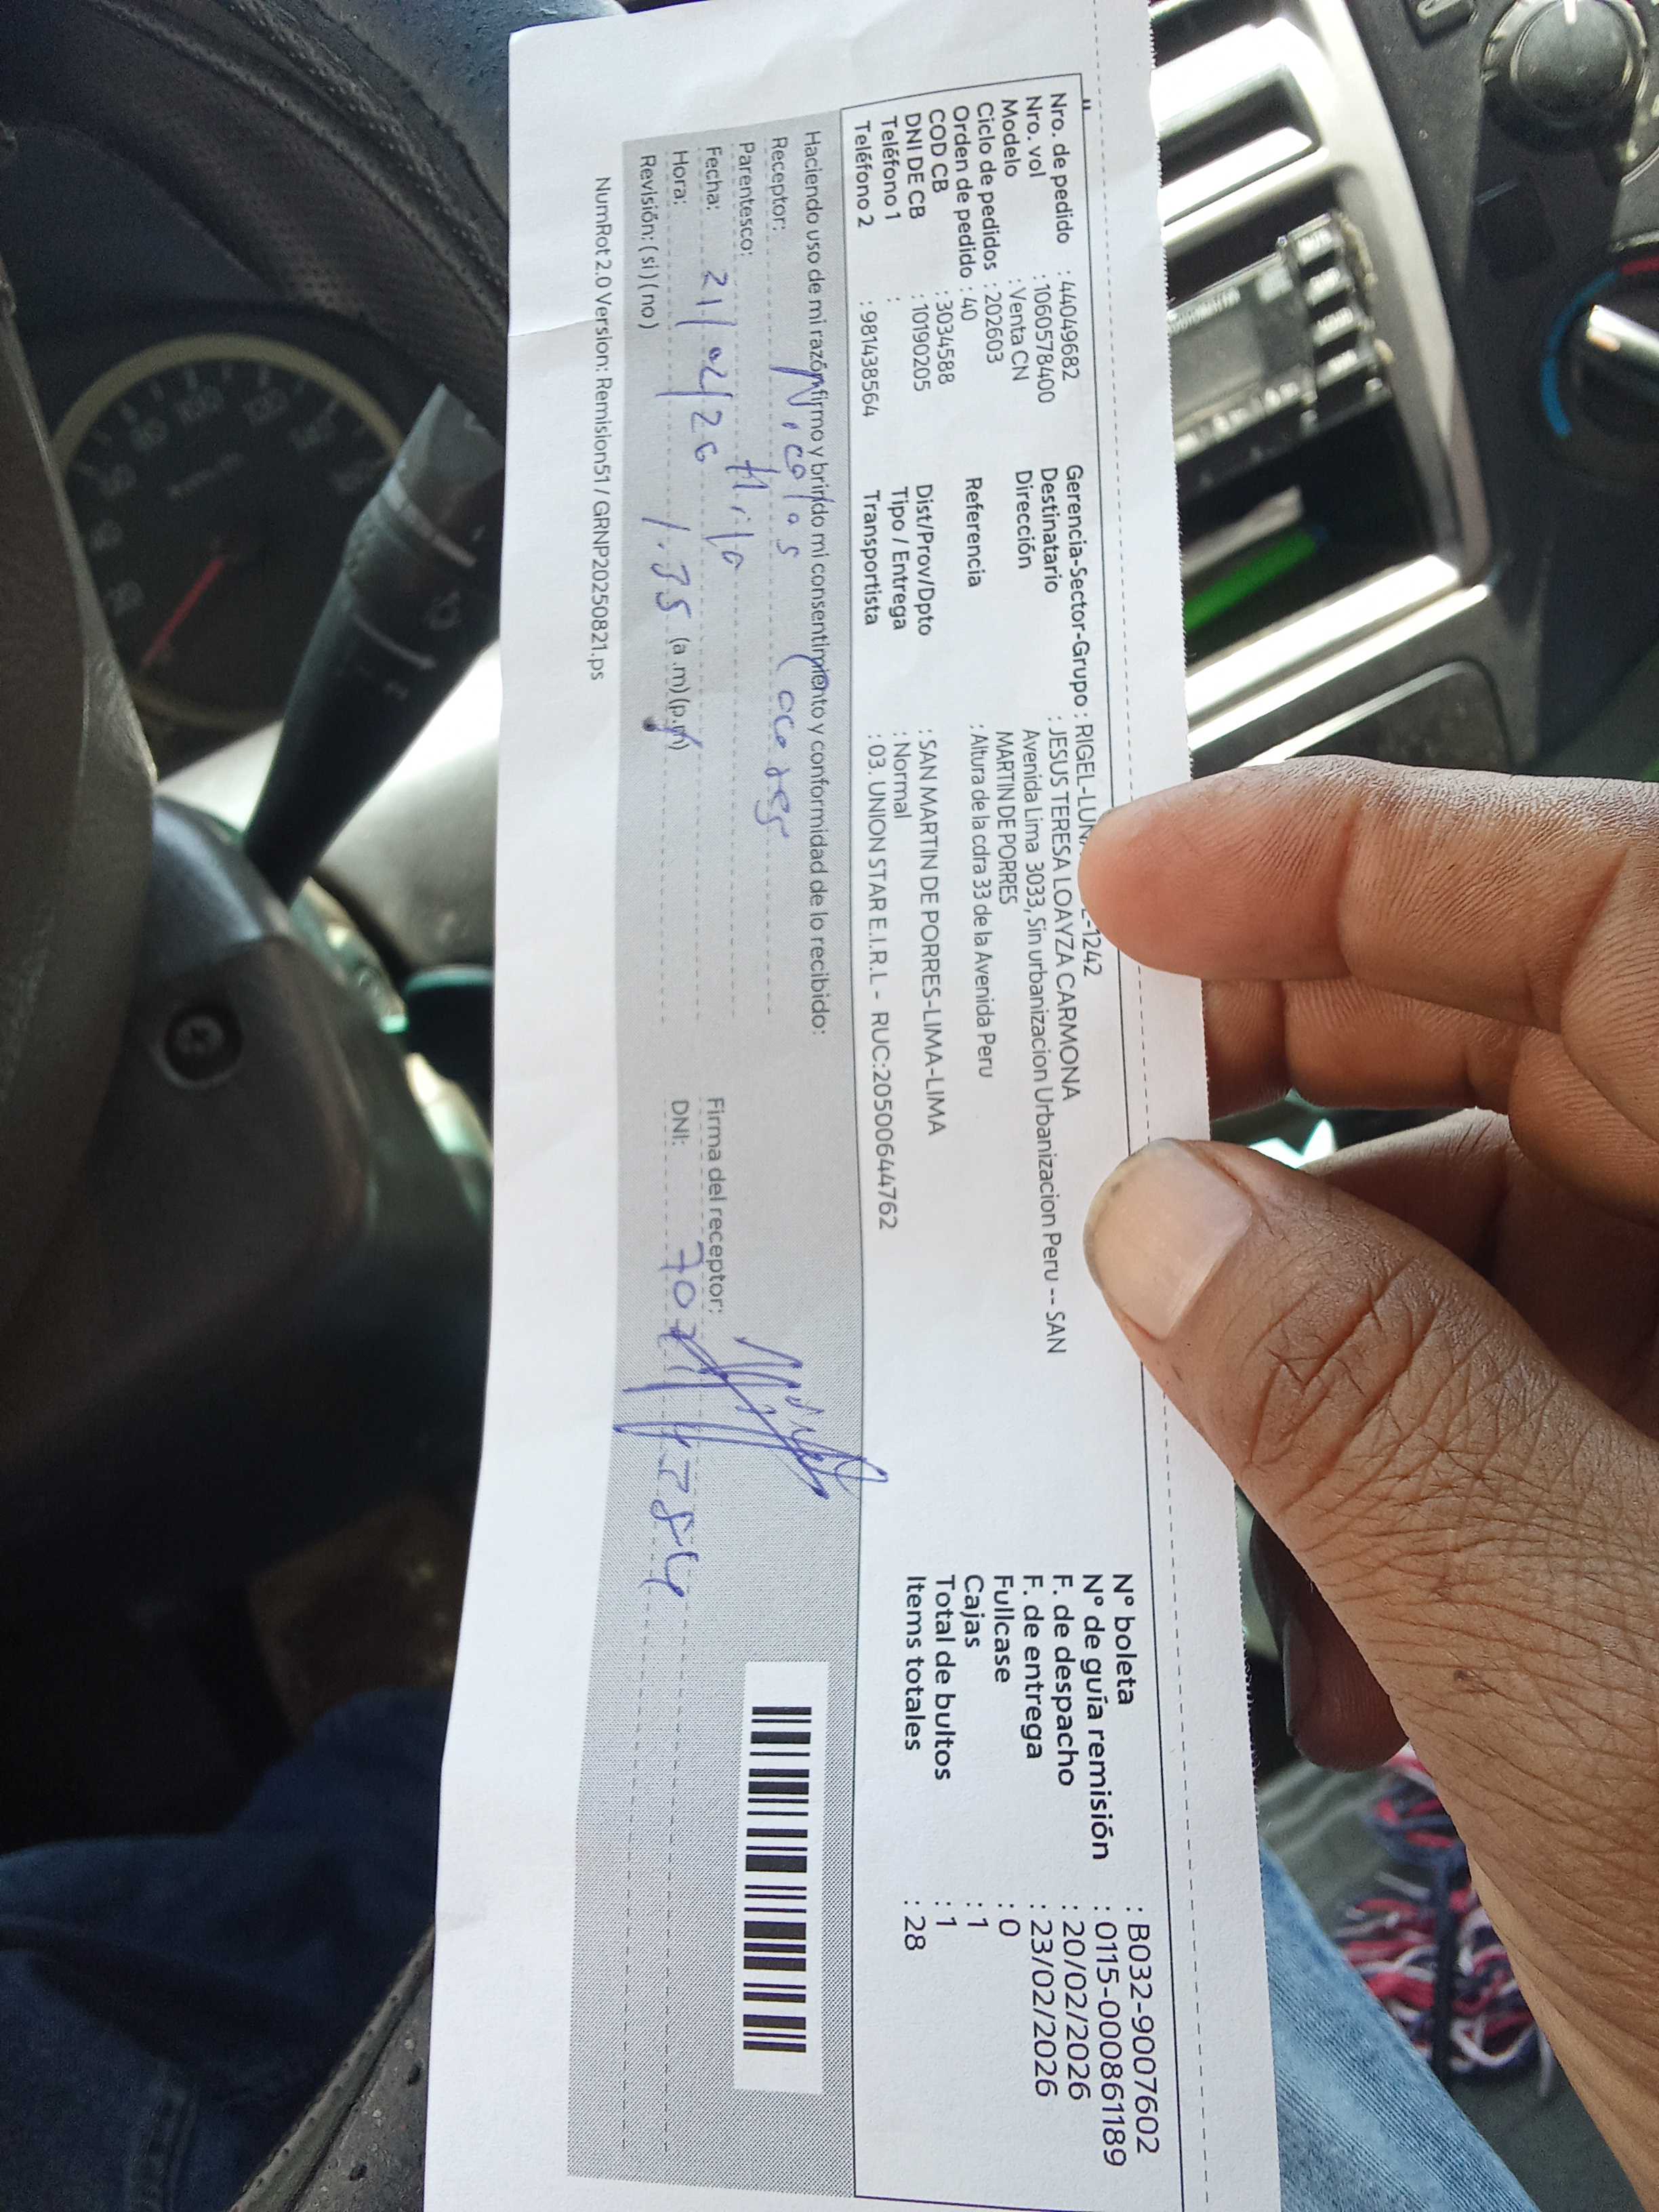 Nro. de pedido : 44049682
Nro. vol : 1060578400
Modelo : Venta CN
Ciclo de pedidos : 202603
Orden de pedido : 40
COD CB : 3034588
DNI DE CB : 10190205
Teléfono 1 :
Teléfono 2 : 981438564
Gerencia-Sector-Grupo : RIGEL-LUN -1242
Destinatario : JESUS TERESA LOAYZA CARMONA
Dirección Avenida Lima 3033, Sin urbanizacion Urbanizacion Peru -- SAN
MARTIN DE PORRES
Referencia : Altura de la cdra 33 de la Avenida Peru
Dist/Prov/Dpto : SAN MARTIN DE PORRES-LIMA-LIMA
Tipo / Entrega : Normal
Transportista : 03. UNION STAR E.I.R.L - RUC:20500644762
N° boleta : B032-90077602
N° de guía remisión : 0115-0008611189
F. de despacho : 20/02/2026
F. de entrega : 23/02/2026
Fullcase : 0
Cajas : 1
Total de bultos : 1
Items totales : 28
Haciendo uso de mi razón firmo y brindo mi consentimiento y conformidad de lo recibido:
Receptor: Nicolas
Parentesco: Hijo
Fecha: 21/02/26
Hora: 1.35 (a.m) (p.m)
Revisión: ( si ) ( no )
Firma del receptor:
DNI:
NumRot 2.0 Version: Remision51 / GRNP20250821.ps